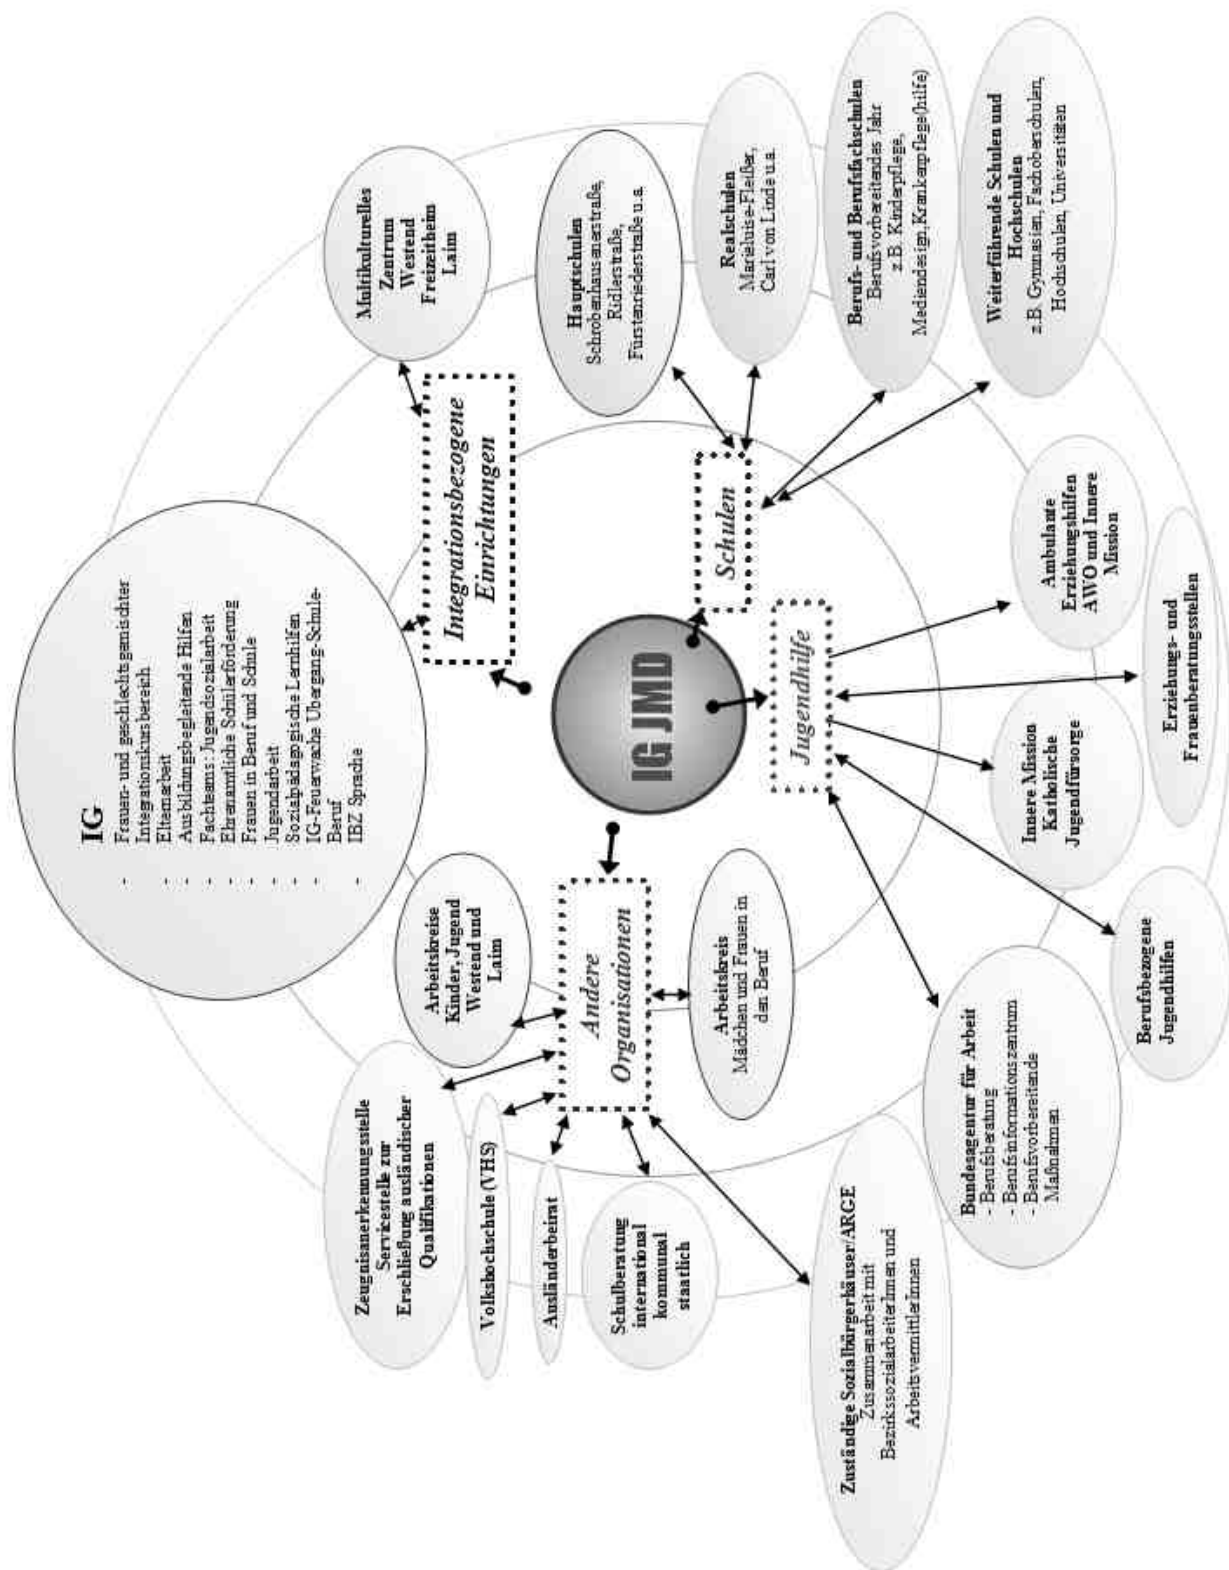 IG
- Frauen- und geschlechtsgemischter
Integrationskursbereich
- Elternarbeit
- Ausbildungsbegleitende Hilfen
- Fachteams: Jugendsozialarbeit
- Ehrenamtliche Schülerförderung
- Frauen in Beruf und Schule
- Jugendarbeit
- Sozialpädagogische Lernhilfen
- IG-Feuerwache Übergang-Schule-
Beruf
- IBZ Sprache
Multikulturelles
Zentrum
Westend
Freizeitheim
Laim
Integrationsbezogene
Einrichtungen
Hauptschulen
Schrobenhausenerstraße,
Ridlerstraße,
Fürstenriederstraße u.a.
Realschulen
Marieluise-Fleißer,
Carl von Linde u.a.
Berufs- und Berufsfachschulen
Berufsvorbereitendes Jahr
z.B. Kinderpflege,
Mediendesign,Krankenpflege(hilfe)
Weiterführende Schulen und
Hochschulen
z.B Gymnasien, Fachoberschulen,
Hochschulen, Universitäten
Schulen
IG JMD
Jugendhilfe
Ambulante
Erziehungshilfen
AWO und Innere
Mission
Erziehungs- und
Frauenberatungsstellen
Innere Mission
Katholische
Jugendfürsorge
Berufsbezogene
Jugendhilfen
Bundesagentur für Arbeit
- Berufsberatung
- Berufsinformationszentrum
- Berufsvorbereitende
Maßnahmen
Arbeitskreise
Kinder, Jugend
Westend und
Laim
Andere
Organisationen
Arbeitskreis
Mädchen und Frauen in
den Beruf
Zeugnisanerkennungsstelle
Servicestelle zur
Erschließung ausländischer
Qualifikationen
Volkshochschule (VHS)
Ausländerbeirat
Schulberatung
international
kommunal
staatlich
Zuständige Sozialbürgerhäuser/ARGE
Zusammenarbeit mit
BezirkssozialarbeiterInnen und
ArbeitsvermittlerInnen